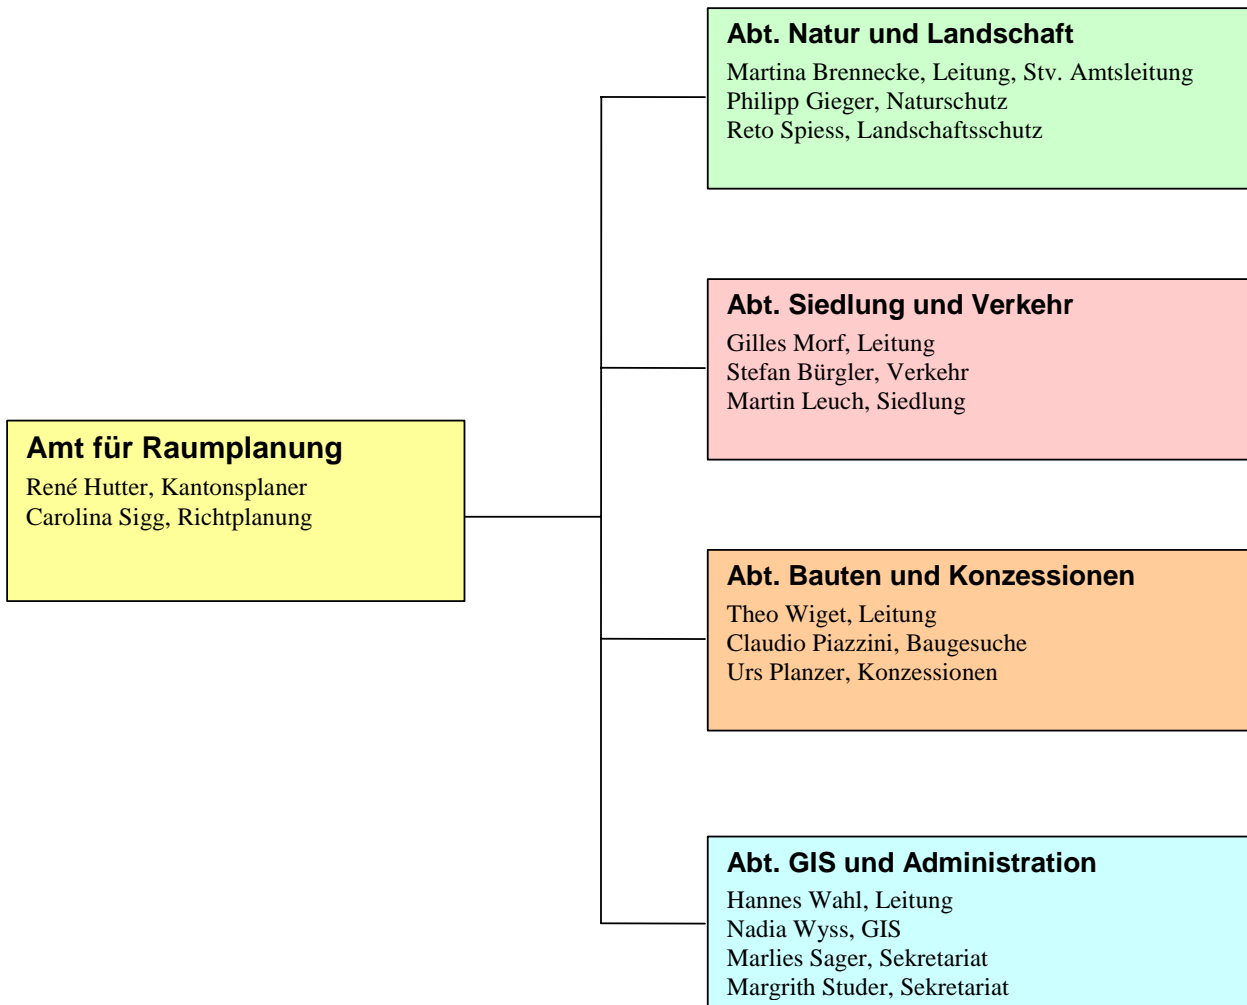 Abt. Natur und Landschaft
Martina Brennecke, Leitung, Stv. Amtsleitung
Philipp Gieger, Naturschutz
Reto Spiess, Landschaftsschutz
Abt. Siedlung und Verkehr
Gilles Morf, Leitung
Stefan Bürgler, Verkehr
Martin Leuch, Siedlung
Amt für Raumplanung
René Hutter, Kantonsplaner
Carolina Sigg, Richtplanung
Abt. Bauten und Konzessionen
Theo Wiget, Leitung
Claudio Piazzini, Baugesuche
Urs Planzer, Konzessionen
Abt. GIS und Administration
Hannes Wahl, Leitung
Nadia Wyss, GIS
Marlies Sager, Sekretariat
Margrith Studer, Sekretariat